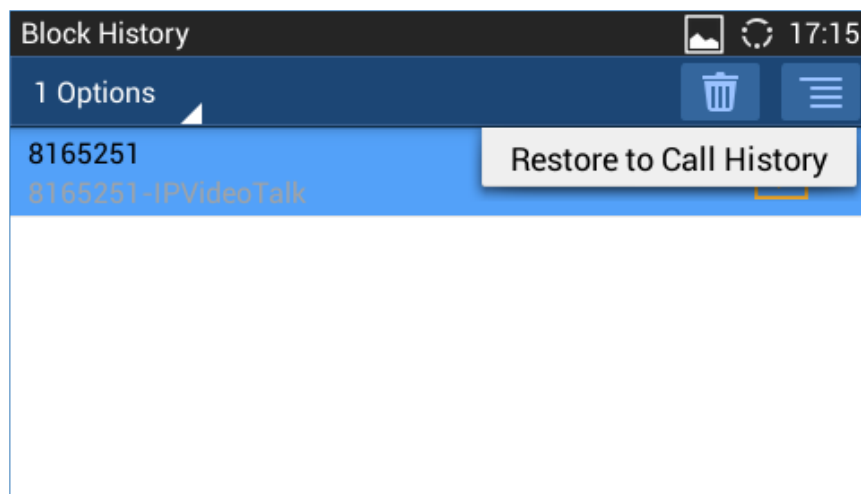 Block History 17:15
1 Options
Restore to Call History
8165251
8165251-IPVideoTalk